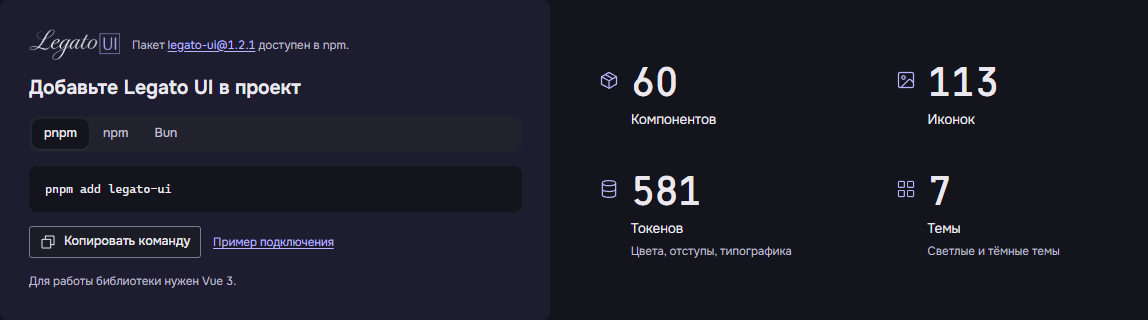 Legato UI
Пакет legato-ui@1.2.1 доступен в npm.
Добавьте Legato UI в проект
pnpm npm Bun
pnpm add legato-ui
Копировать команду Пример подключения
Для работы библиотеки нужен Vue 3.
60
Компонентов
113
Иконок
581
Токенов
Цвета, отступы, типографика
7
Темы
Светлые и тёмные темы